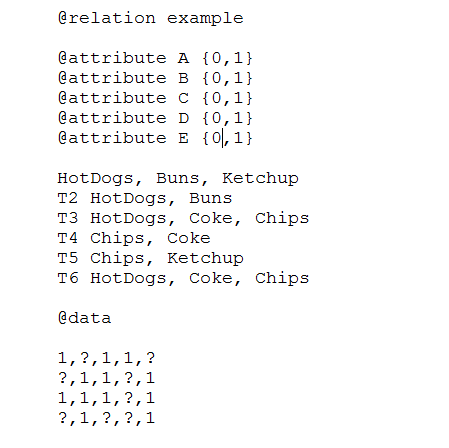 @relation example
@attribute A {0,1}
@attribute B {0,1}
@attribute C {0,1}
@attribute D {0,1}
@attribute E {0,1}
HotDogs, Buns, Ketchup
T2 HotDogs, Buns
T3 HotDogs, Coke, Chips
T4 Chips, Coke
T5 Chips, Ketchup
T6 HotDogs, Coke, Chips
@data
1,?,1,1,?
?,1,1,?,1
1,1,1,?,1
?,1,?,?,1